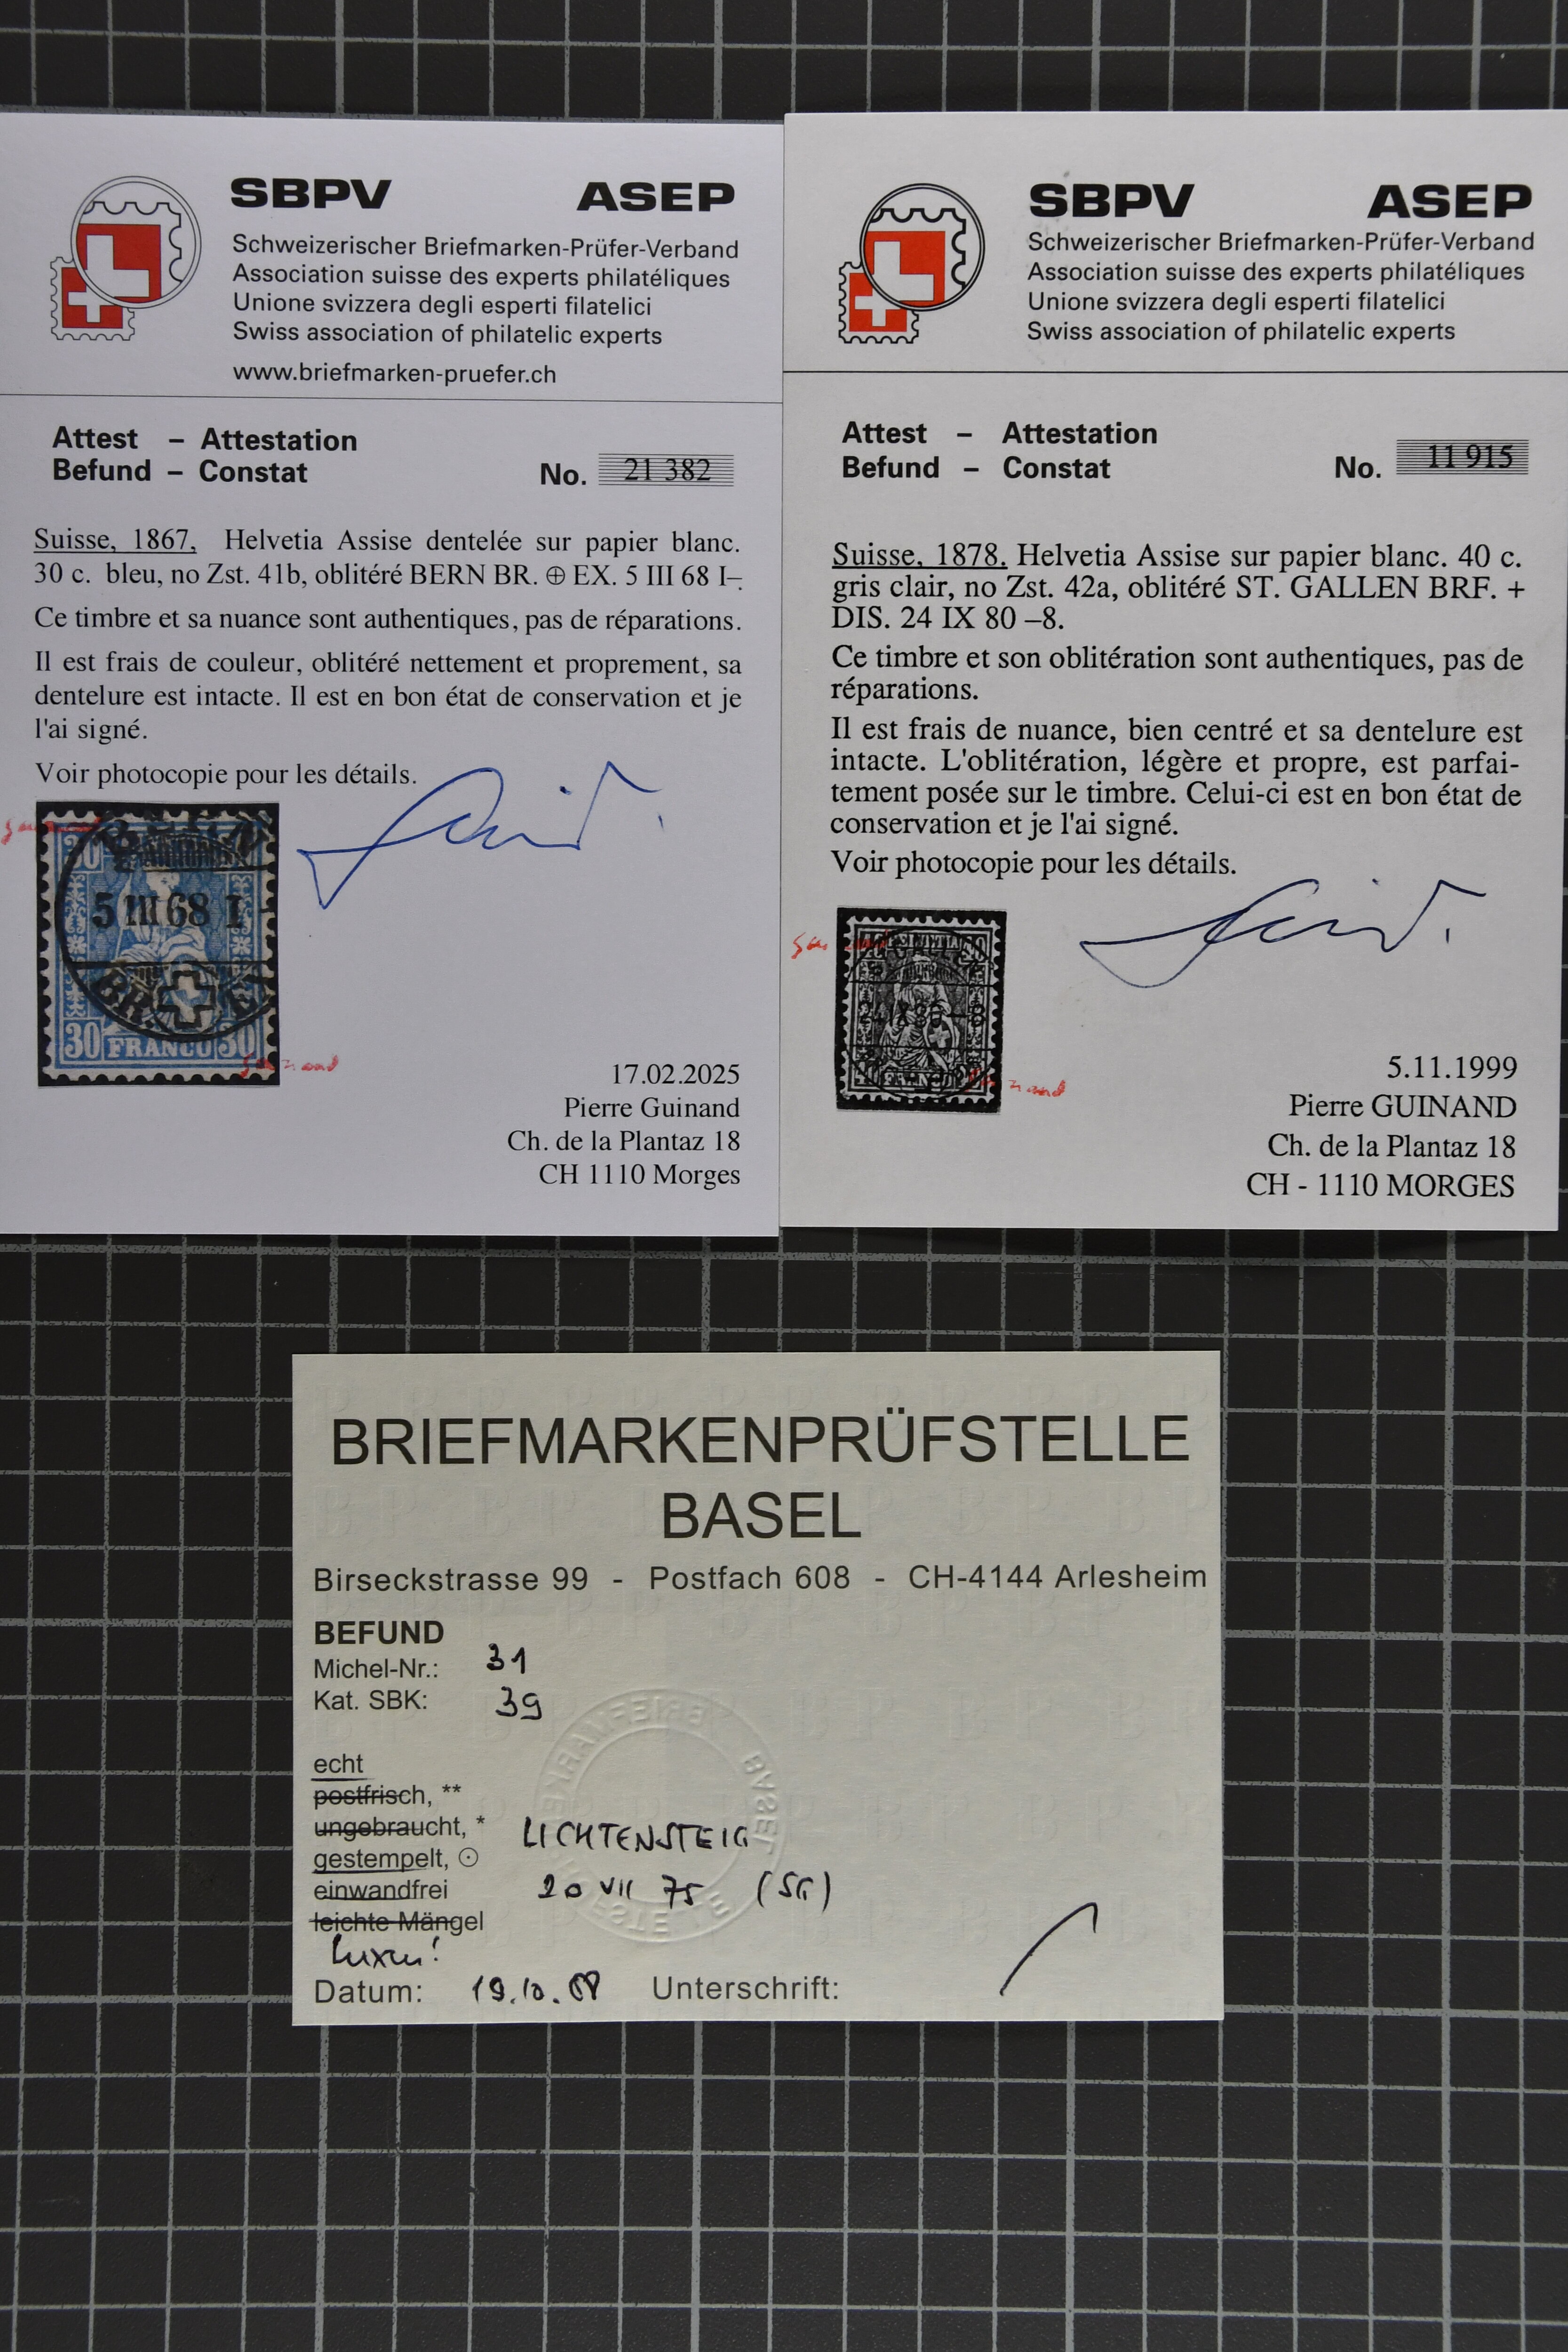 SBPV ASEP
Schweizerischer Briefmarken-Prüfer-Verband
Association suisse des experts philatéliques
Unione svizzera degli esperti filatelici
Swiss association of philatelic experts
www.briefmarken-pruefer.ch
Attest – Attestation
Befund – Constat
No. 21 382
Suisse, 1867, Helvetia Assise dentelée sur papier blanc.
30 c. bleu, no Zst. 41b, oblitéré BERN BR. ⊕ EX. 5 III 68 I–.
Ce timbre et sa nuance sont authentiques, pas de réparations.
Il est frais de couleur, oblitéré nettement et proprement, sa
dentelure est intacte. Il est en bon état de conservation et je
l'ai signé.
Voir photocopie pour les détails.
5 III 68 I
BR.
30 FRANCO 30
17.02.2025
Pierre Guinand
Ch. de la Plantaz 18
CH 1110 Morges
SBPV ASEP
Schweizerischer Briefmarken-Prüfer-Verband
Association suisse des experts philatéliques
Unione svizzera degli esperti filatelici
Swiss association of philatelic experts
Attest – Attestation
Befund – Constat
No. 11 915
Suisse, 1878. Helvetia Assise sur papier blanc. 40 c.
gris clair, no Zst. 42a, oblitéré ST. GALLEN BRF. +
DIS. 24 IX 80 –8.
Ce timbre et son oblitération sont authentiques, pas de
réparations.
Il est frais de nuance, bien centré et sa dentelure est
intacte. L'oblitération, légère et propre, est parfai-
tement posée sur le timbre. Celui-ci est en bon état de
conservation et je l'ai signé.
Voir photocopie pour les détails.
24 IX 80 –8
5.11.1999
Pierre GUINAND
Ch. de la Plantaz 18
CH - 1110 MORGES
BRIEFMARKENPRÜFSTELLE
BASEL
Birseckstrasse 99 - Postfach 608 - CH-4144 Arlesheim
BEFUND
Michel-Nr.: 31
Kat. SBK: 39
echt
postfrisch, **
ungebraucht, *
LICHTENSTEIG
gestempelt, ⊙
einwandfrei
20 VII 75 (SG)
leichte Mängel
Luxus!
Datum: 19.10.09 Unterschrift: